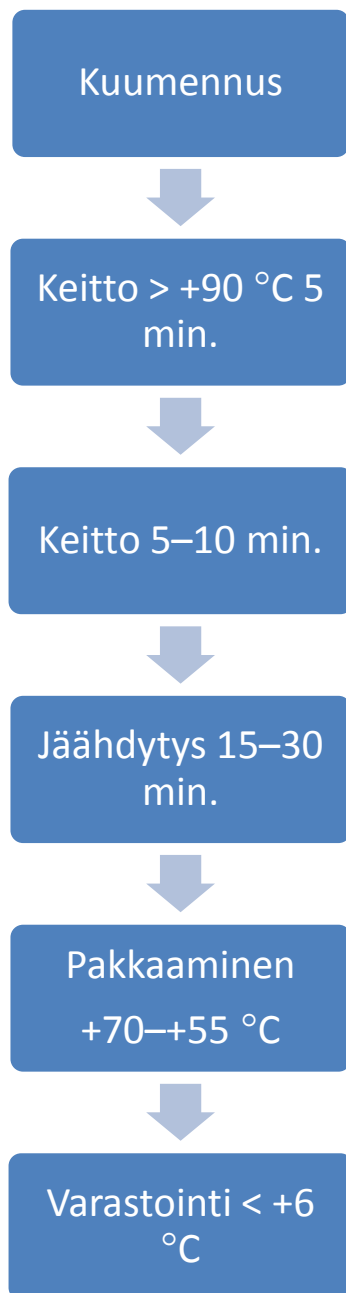 Kuumennus
Keitto > +90 °C 5
min.
Keitto 5–10 min.
Jäähdytys 15–30
min.
Pakkaaminen
+70–+55 °C
Varastointi < +6
°C